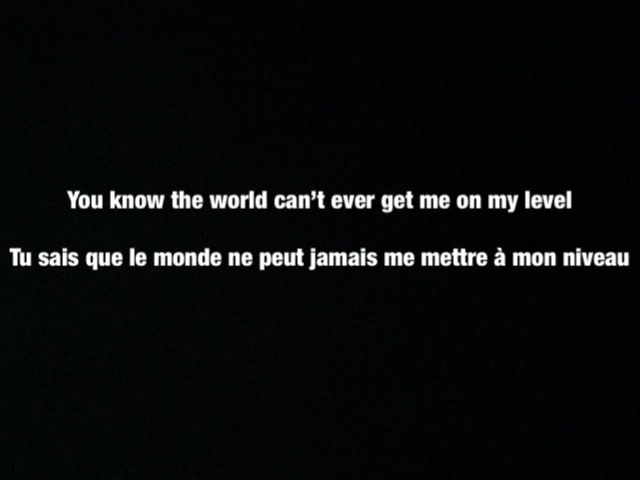 You know the world can't ever get me on my level
Tu sais que le monde ne peut jamais me mettre à mon niveau